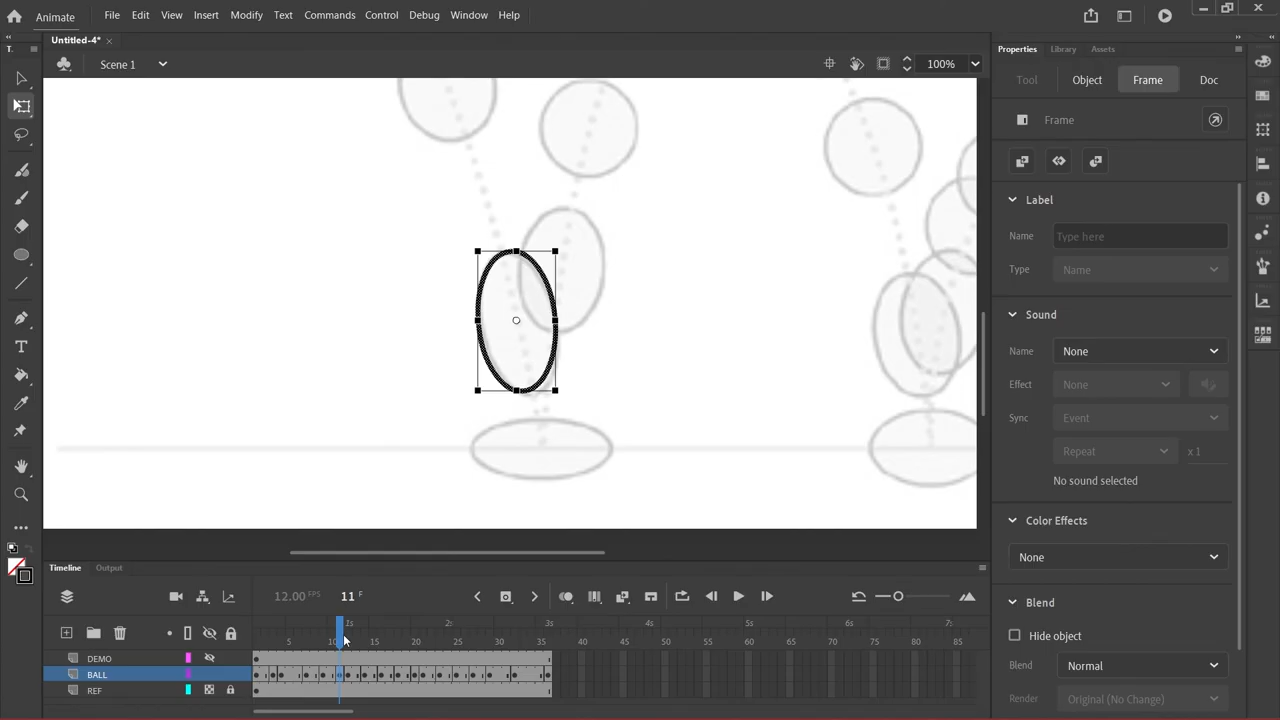 Animate File Edit View Insert Modify Text Commands Control Debug Window Help
Untitled-4*
T. Properties Library Assets
Scene 1 100%
Tool Object Frame Doc
Frame
Label
Name Type here
Type Name
Sound
Name None
Effect None
Sync Event
Repeat x 1
No sound selected
Color Effects
None
Timeline Output
12.00 FPS 11 F
Blend
Hide object
Blend Normal
Render Original (No Change)
1s 2s 3s 4s 5s 6s 7s
5 10 15 20 25 30 35 40 45 50 55 60 65 70 75 80 85
DEMO
BALL
REF